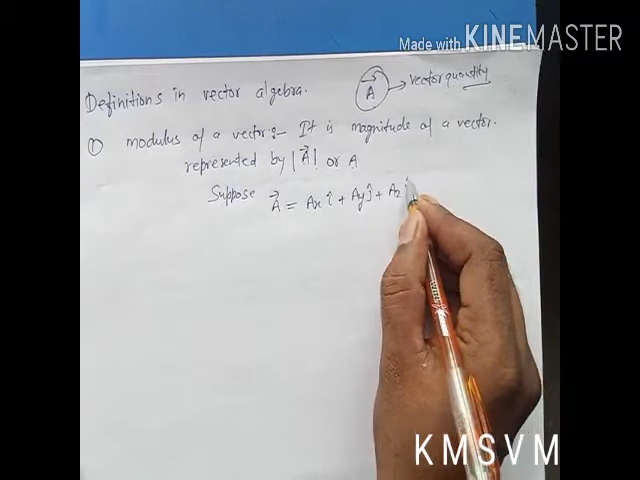 Made with KINEMASTER
Definitions in vector algebra.
A⃗ → vector quantity
① modulus of a vector:- It is magnitude of a vector.
represented by |A⃗| or A
Suppose A⃗ = Ax î + Ay ĵ + Az
KMSVM